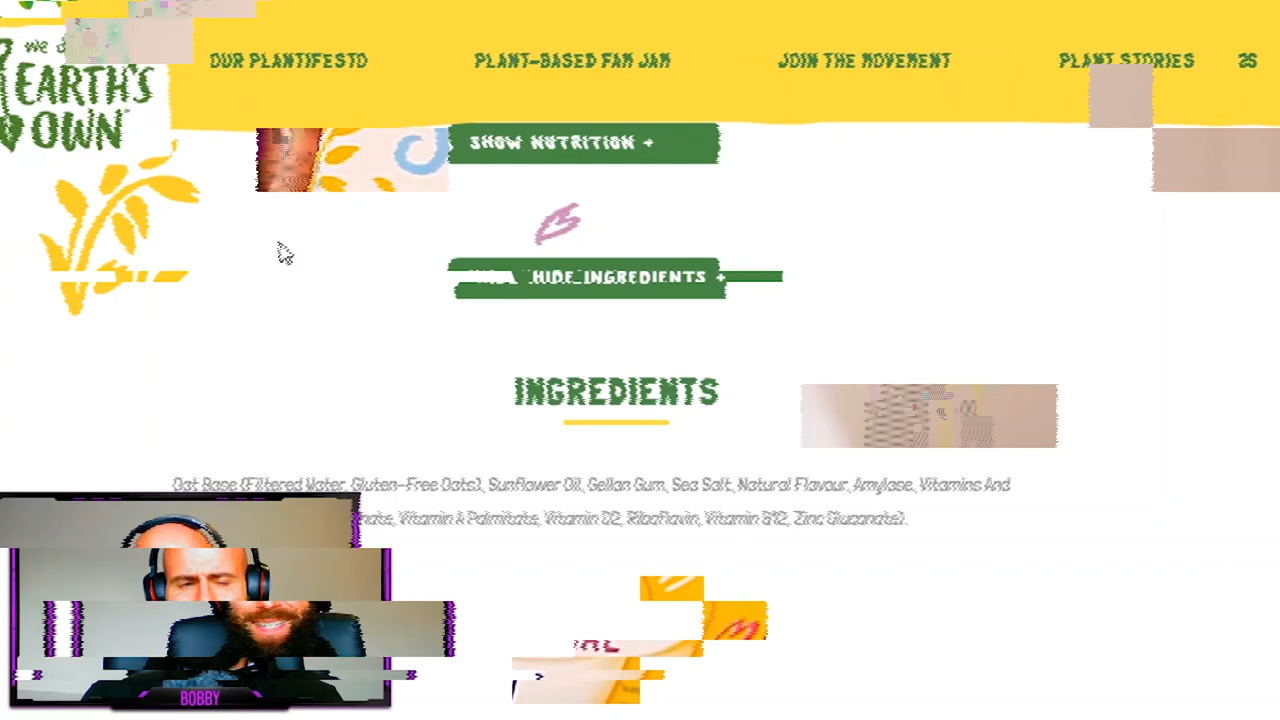 we d
EARTH'S
OWN
OUR PLANTIFESTO
PLANT-BASED FAM JAM
JOIN THE MOVEMENT
PLANT STORIES
SHOW NUTRITION +
HIDE INGREDIENTS +
INGREDIENTS
Oat Base (Filtered Water, Gluten-Free Oats), Sunflower Oil, Gellan Gum, Sea Salt, Natural Flavour, Amylase, Vitamins And
nate, Vitamin A Palmitate, Vitamin D2, Riboflavin, Vitamin B12, Zinc Gluconate).
BOBBY